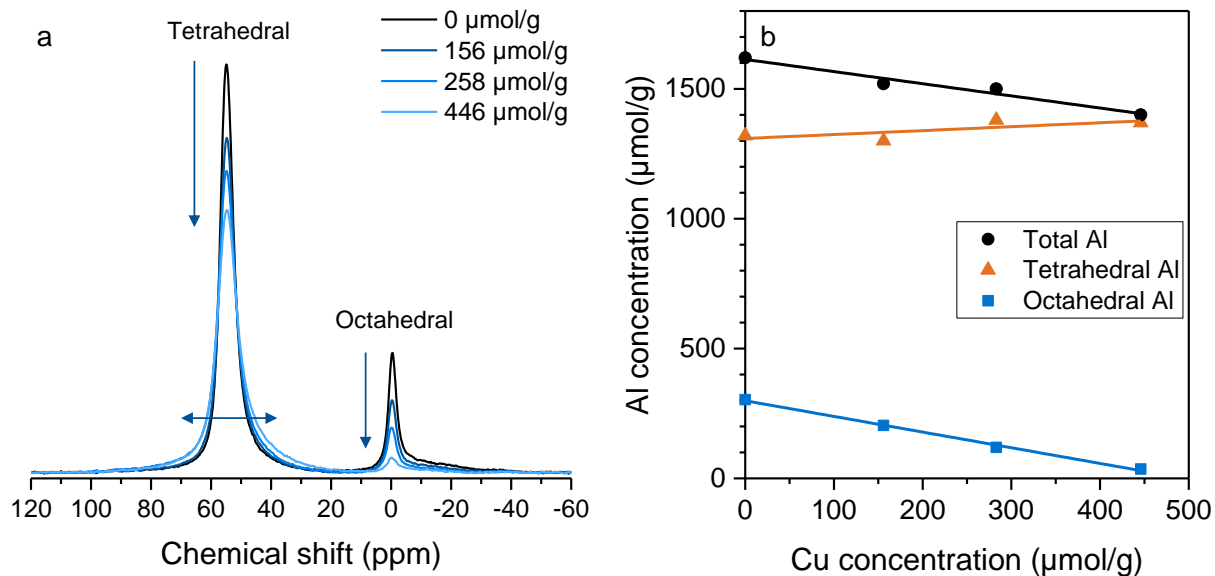 a
Tetrahedral
0 µmol/g
156 µmol/g
258 µmol/g
446 µmol/g
Octahedral
120 100 80 60 40 20 0 -20 -40 -60
Chemical shift (ppm)
b
Al concentration (µmol/g)
1500
1000
500
0
Total Al
Tetrahedral Al
Octahedral Al
0 100 200 300 400 500
Cu concentration (µmol/g)